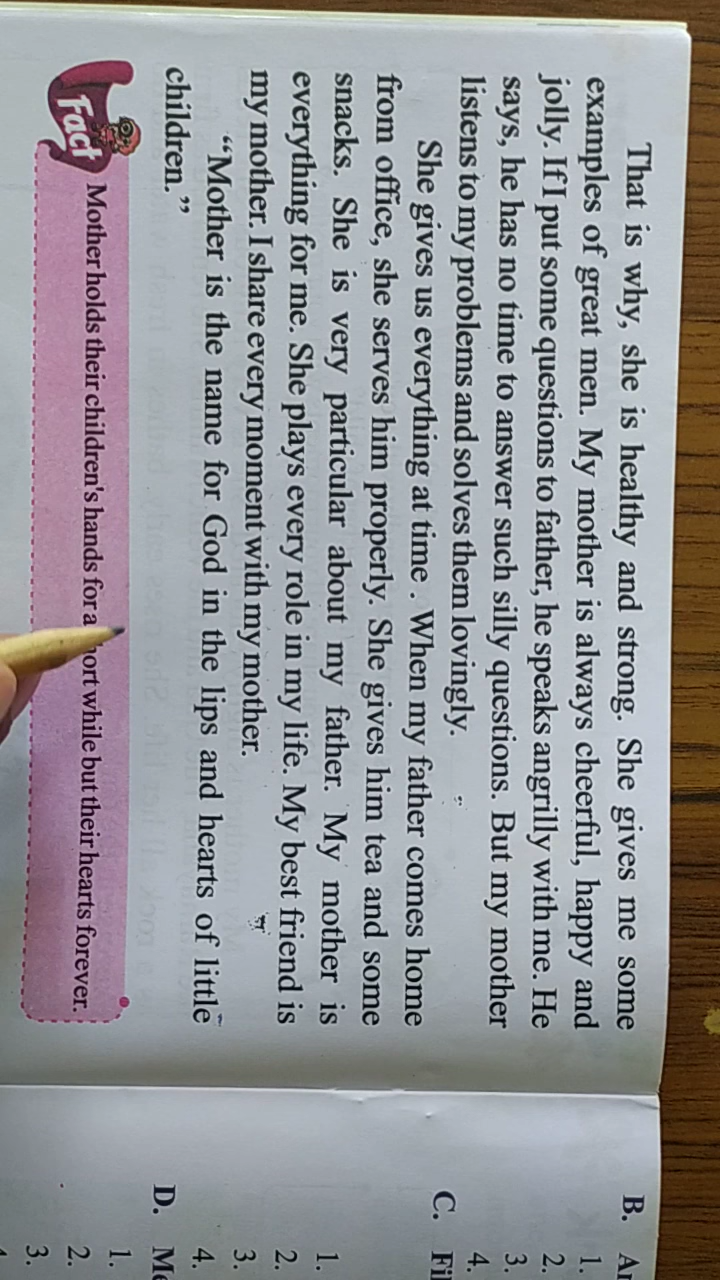 That is why, she is healthy and strong. She gives me some
examples of great men. My mother is always cheerful, happy and
jolly. If I put some questions to father, he speaks angrilly with me. He
says, he has no time to answer such silly questions. But my mother
listens to my problems and solves them lovingly.
She gives us everything at time . When my father comes home
from office, she serves him properly. She gives him tea and some
snacks. She is very particular about my father. My mother is
everything for me. She plays every role in my life. My best friend is
my mother. I share every moment with my mother.
“Mother is the name for God in the lips and hearts of little
children.”
Fact
Mother holds their children's hands for a while but their hearts forever.
B.
1.
2.
3.
4.
C.
1.
2.
3.
4.
D.
1.
2.
3.